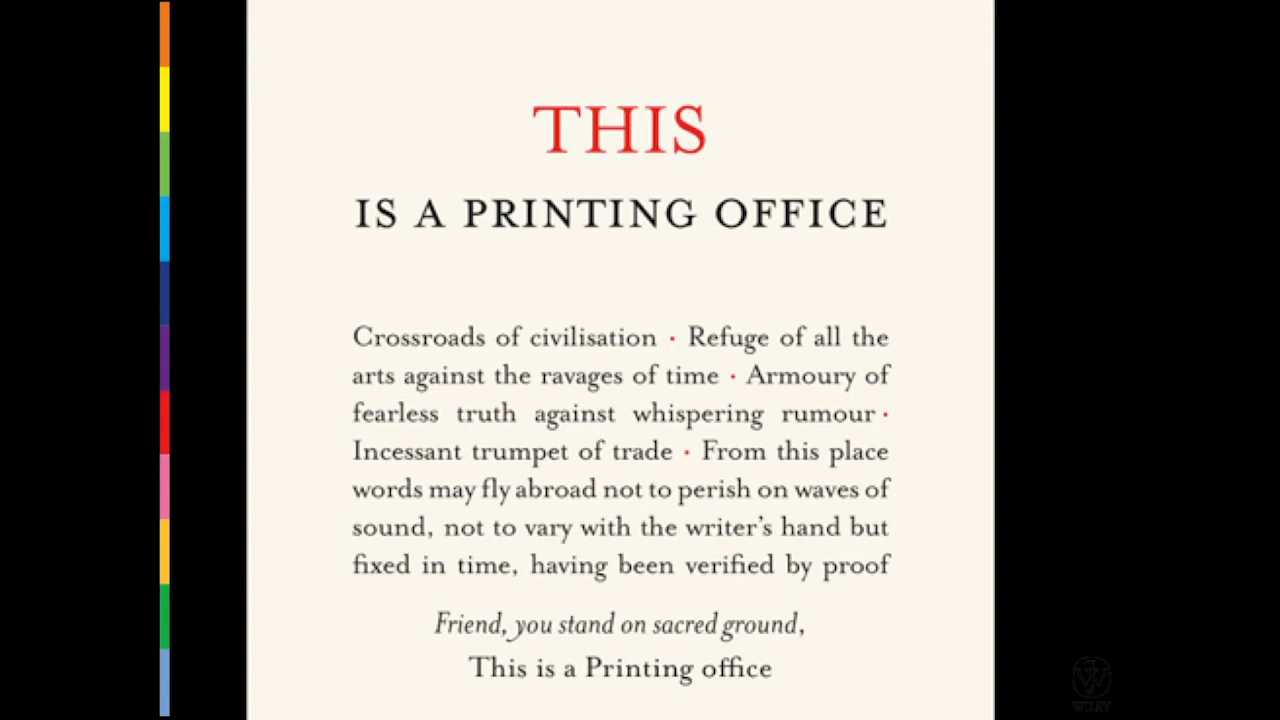 THIS
IS A PRINTING OFFICE
Crossroads of civilisation · Refuge of all the
arts against the ravages of time · Armoury of
fearless truth against whispering rumour ·
Incessant trumpet of trade · From this place
words may fly abroad not to perish on waves of
sound, not to vary with the writer’s hand but
fixed in time, having been verified by proof
Friend, you stand on sacred ground,
This is a Printing office
WILEY